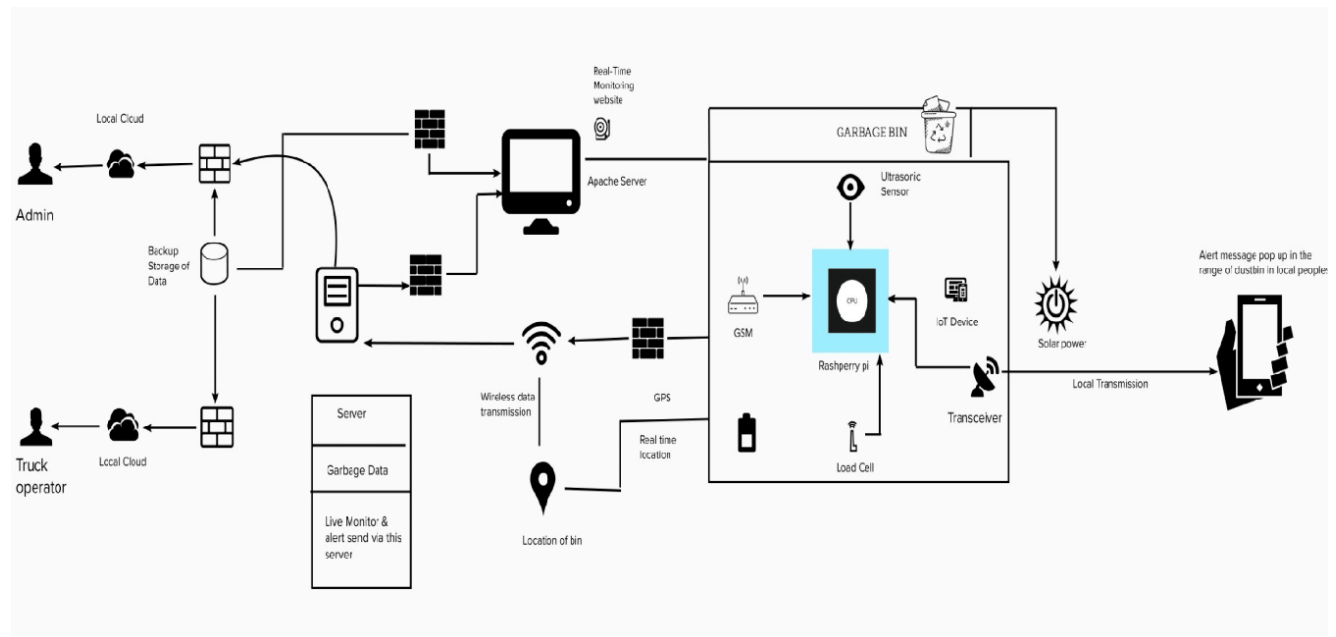 Real-Time
Monitoring
website
Local Cloud
GARBAGE BIN
Apache Server
Ultrasonic
Sensor
Admin
Backup
Storage of
Data
Alert message pop up in the
range of dustbin in local peoples
CPU
GSM
IoT Device
Solar power
Rashperry pi
Wireless data
transmission
GPS
Local Transmission
Server
Transceiver
Real time
location
Local Cloud
Truck
operator
Garbage Data
Load Cell
Live Monitor &
alert send via this
server
Location of bin